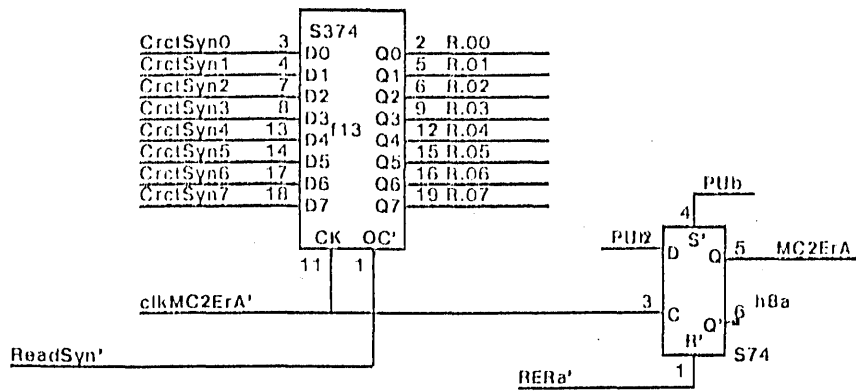 S374
CrctSyn0 3 D0 Q0 2 R.00
CrctSyn1 4 D1 Q1 5 R.01
CrctSyn2 7 D2 Q2 6 R.02
CrctSyn3 8 D3 Q3 9 R.03
f13
CrctSyn4 13 D4 Q4 12 R.04
CrctSyn5 14 D5 Q5 15 R.05
CrctSyn6 17 D6 Q6 16 R.06
CrctSyn7 18 D7 Q7 19 R.07
CK OC'
11 1
PUb
4
S'
D Q 5 MC2ErA
clkMC2ErA' 3 C Q' 6 h8a
R'
S74
ReadSyn'
1
RERa'